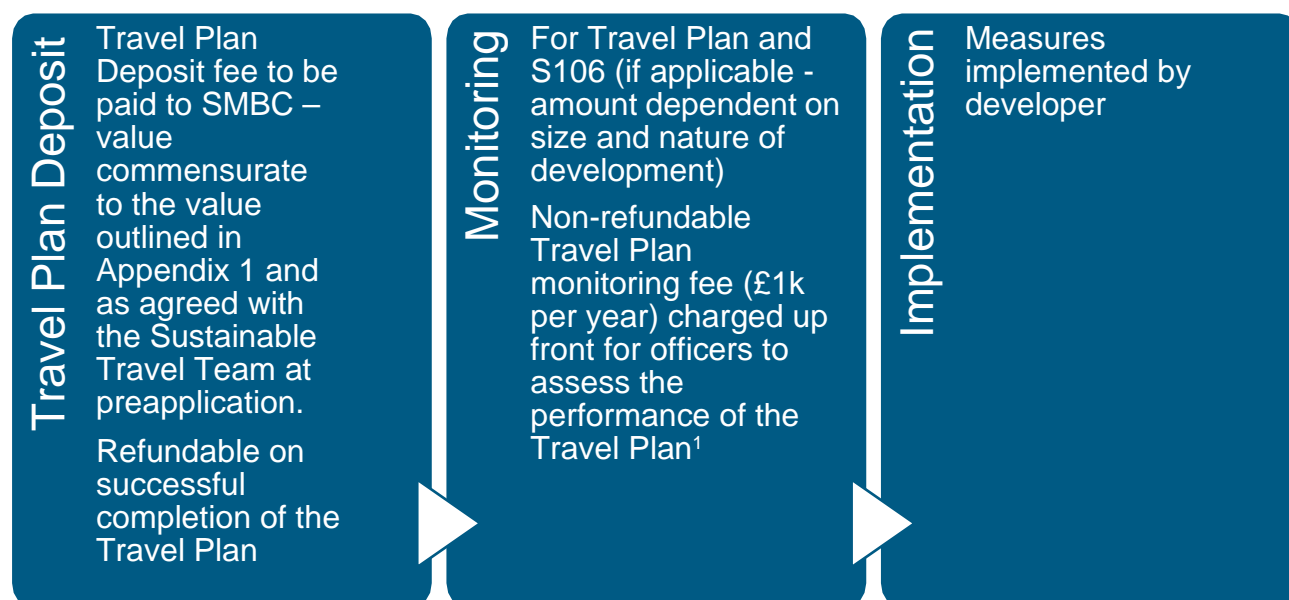 Travel Plan Deposit
Travel Plan
Deposit fee to be
paid to SMBC –
value
commensurate
to the value
outlined in
Appendix 1 and
as agreed with
the Sustainable
Travel Team at
preapplication.
Refundable on
successful
completion of the
Travel Plan
Monitoring
For Travel Plan and
S106 (if applicable -
amount dependent on
size and nature of
development)
Non-refundable
Travel Plan
monitoring fee (£1k
per year) charged up
front for officers to
assess the
performance of the
Travel Plan¹
Implementation
Measures
implemented by
developer